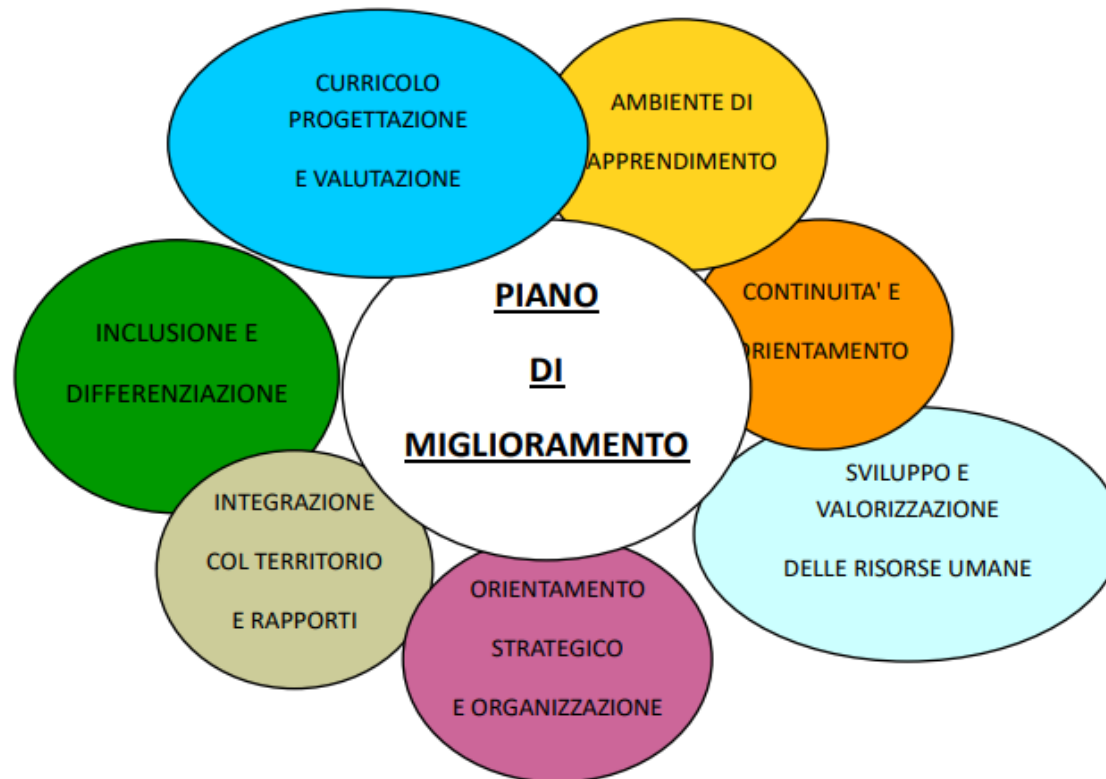 CURRICOLO
PROGETTAZIONE
E VALUTAZIONE
AMBIENTE DI
APPRENDIMENTO
CONTINUITA' E
ORIENTAMENTO
SVILUPPO E
VALORIZZAZIONE
DELLE RISORSE UMANE
ORIENTAMENTO
STRATEGICO
E ORGANIZZAZIONE
INTEGRAZIONE
COL TERRITORIO
E RAPPORTI
INCLUSIONE E
DIFFERENZIAZIONE
PIANO
DI
MIGLIORAMENTO